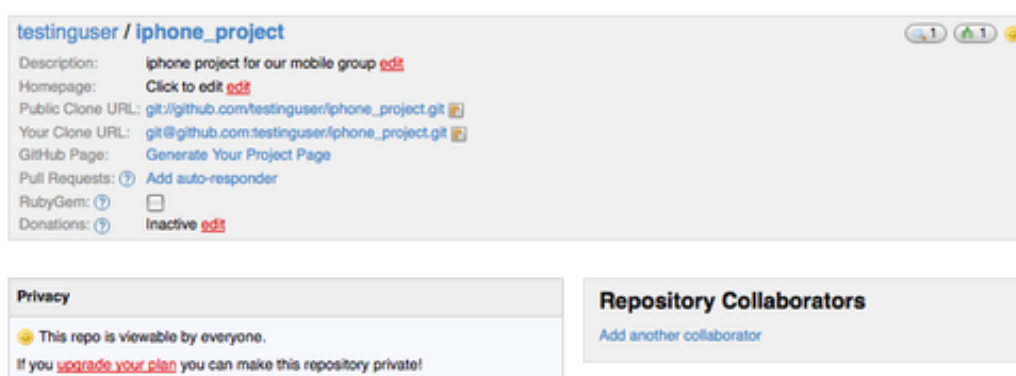 testinguser / iphone_project
1 1
Description: iphone project for our mobile group edit
Homepage: Click to edit edit
Public Clone URL: git://github.com/testinguser/iphone_project.git
Your Clone URL: git@github.com:testinguser/iphone_project.git
GitHub Page: Generate Your Project Page
Pull Requests: ? Add auto-responder
RubyGem: ?
Donations: ? Inactive edit
Privacy
This repo is viewable by everyone.
If you upgrade your plan you can make this repository private!
Repository Collaborators
Add another collaborator